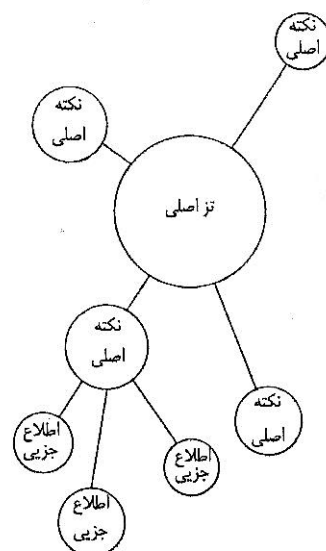 نکته
اصلی
نکته
اصلی
تز اصلی
نکته
اصلی
نکته
اصلی
اطلاع
جزیی
اطلاع
جزیی
اطلاع
جزیی